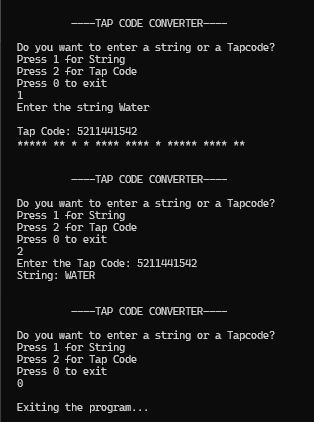 ----TAP CODE CONVERTER----
Do you want to enter a string or a Tapcode?
Press 1 for String
Press 2 for Tap Code
Press 0 to exit
1
Enter the string Water
Tap Code: 5211441542
***** ** * * **** **** * ***** **** **
----TAP CODE CONVERTER----
Do you want to enter a string or a Tapcode?
Press 1 for String
Press 2 for Tap Code
Press 0 to exit
2
Enter the Tap Code: 5211441542
String: WATER
----TAP CODE CONVERTER----
Do you want to enter a string or a Tapcode?
Press 1 for String
Press 2 for Tap Code
Press 0 to exit
0
Exiting the program...